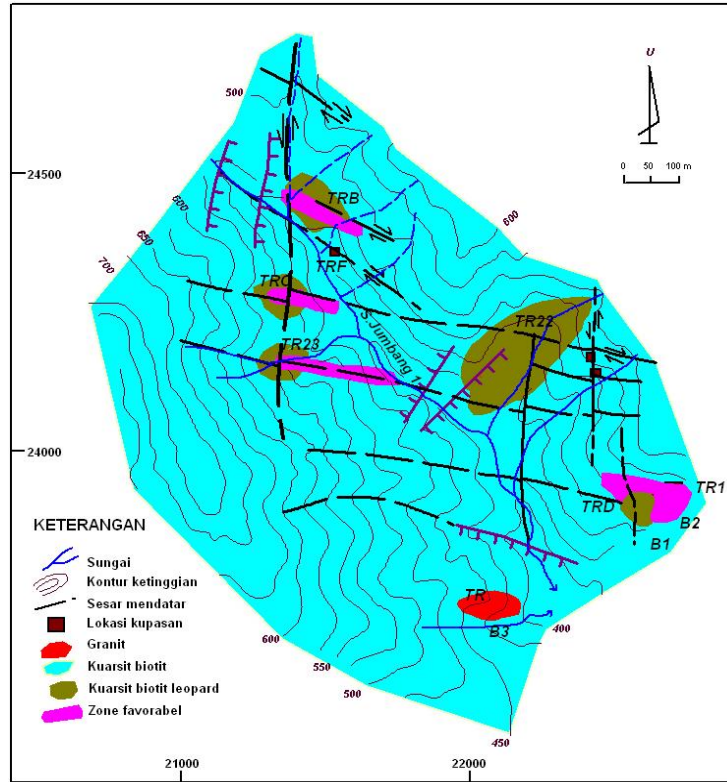 U
0 50 100 m
500
24500
600
650
700
600
TRB
TRF
TRC
TR23
S.Jumbang 1
TR22
24000
TR1
TRD
B2
B1
TR
B3
400
600
550
500
450
KETERANGAN
Sungai
Kontur ketinggian
Sesar mendatar
Lokasi kupasan
Granit
Kuarsit biotit
Kuarsit biotit leopard
Zone favorabel
21000
22000